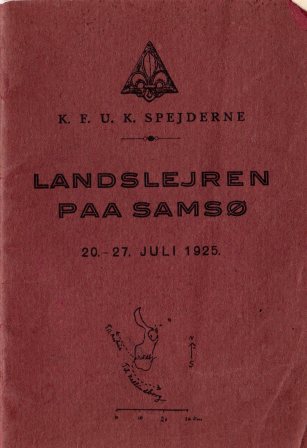 K. F. U. K. SPEJDERNE
LANDSLEJREN
PAA SAMSØ
20.-27. JULI 1925.